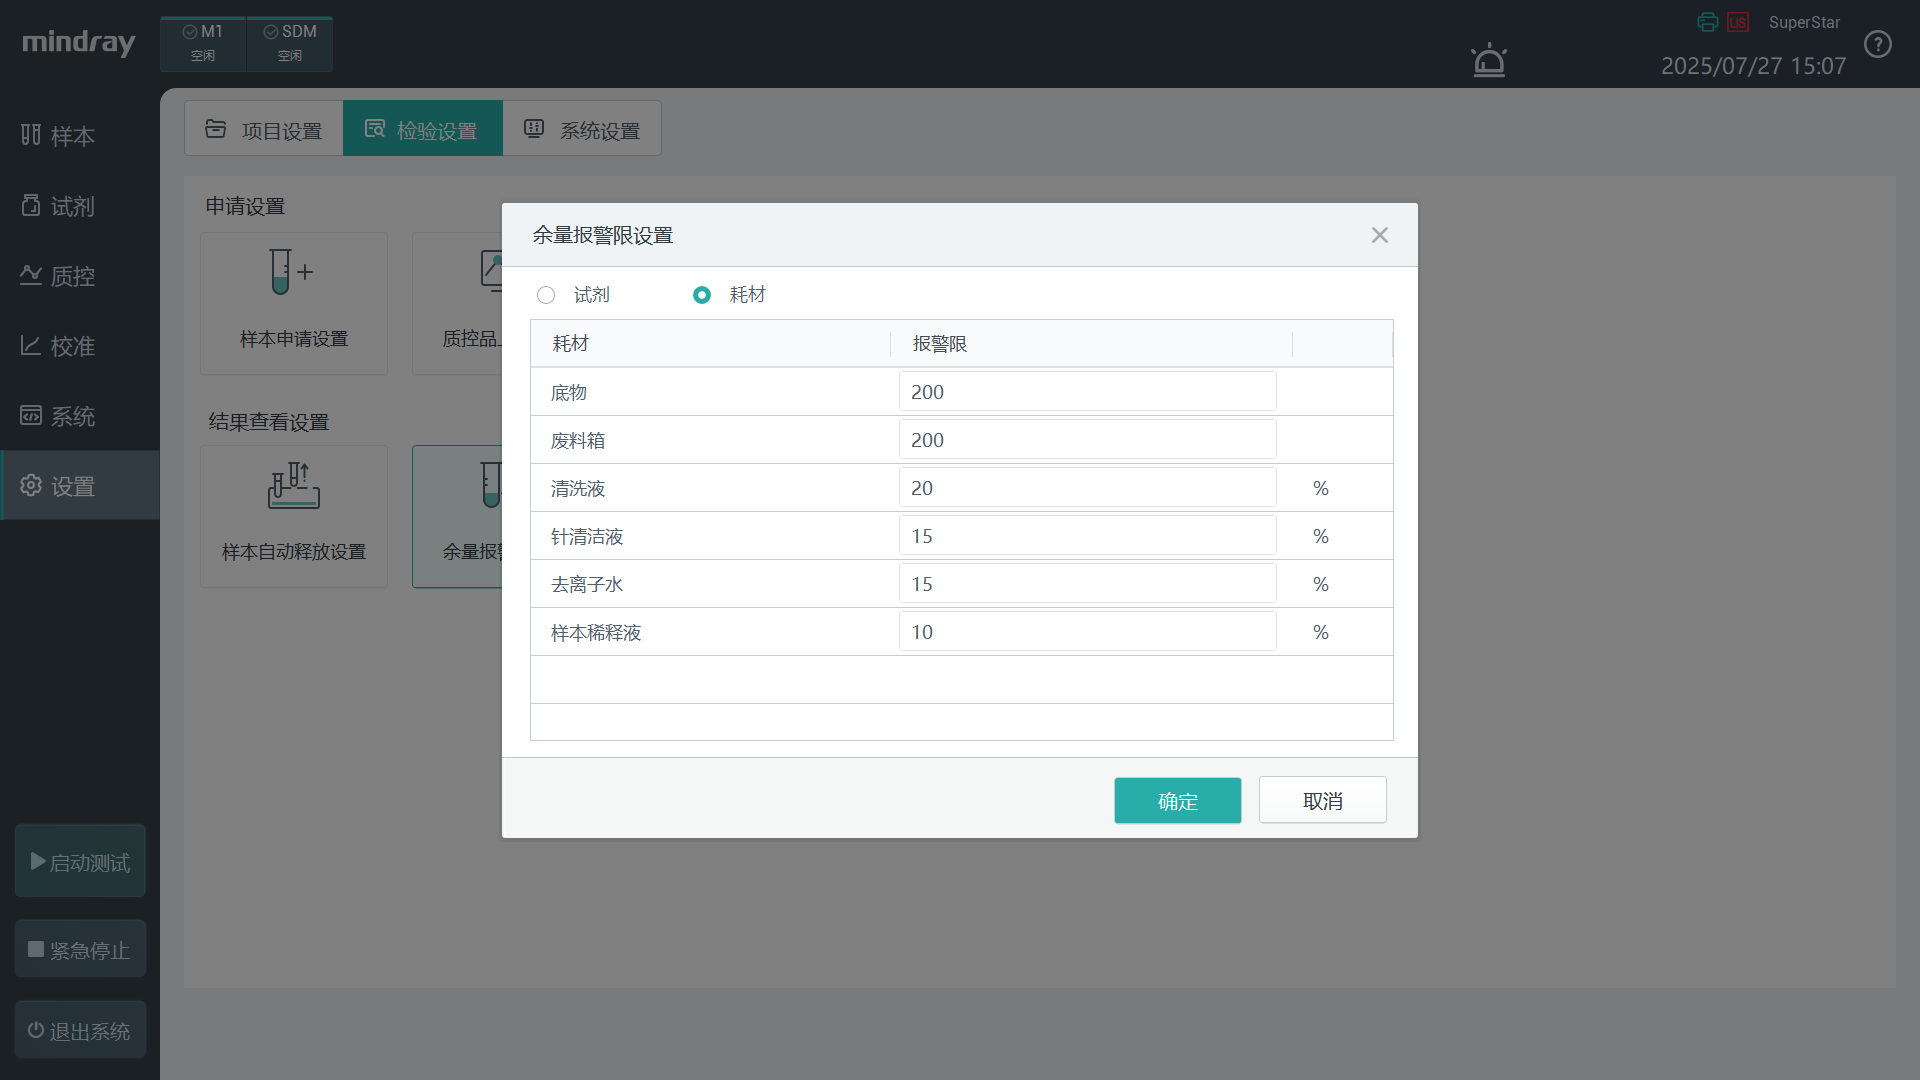 mindray
M1
空闲
SDM
空闲
LIS
SuperStar
2025/07/27 15:07
样本
试剂
质控
校准
系统
设置
启动测试
紧急停止
退出系统
项目设置
检验设置
系统设置
申请设置
样本申请设置
质控品
结果查看设置
样本自动释放设置
余量报
余量报警限设置
试剂
耗材
耗材
报警限
底物
200
废料箱
200
清洗液
20
%
针清洁液
15
%
去离子水
15
%
样本稀释液
10
%
确定
取消